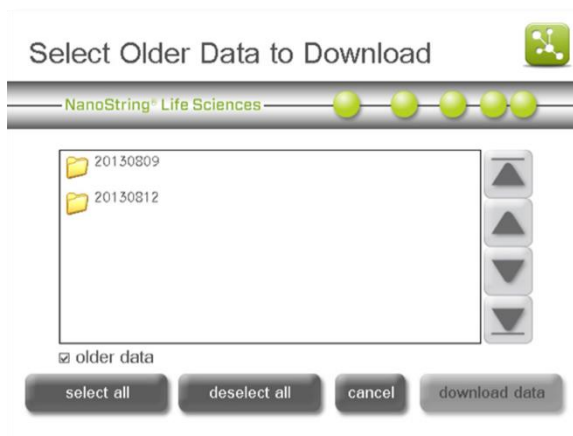 Select Older Data to Download
NanoString® Life Sciences
20130809
20130812
older data
select all deselect all cancel download data